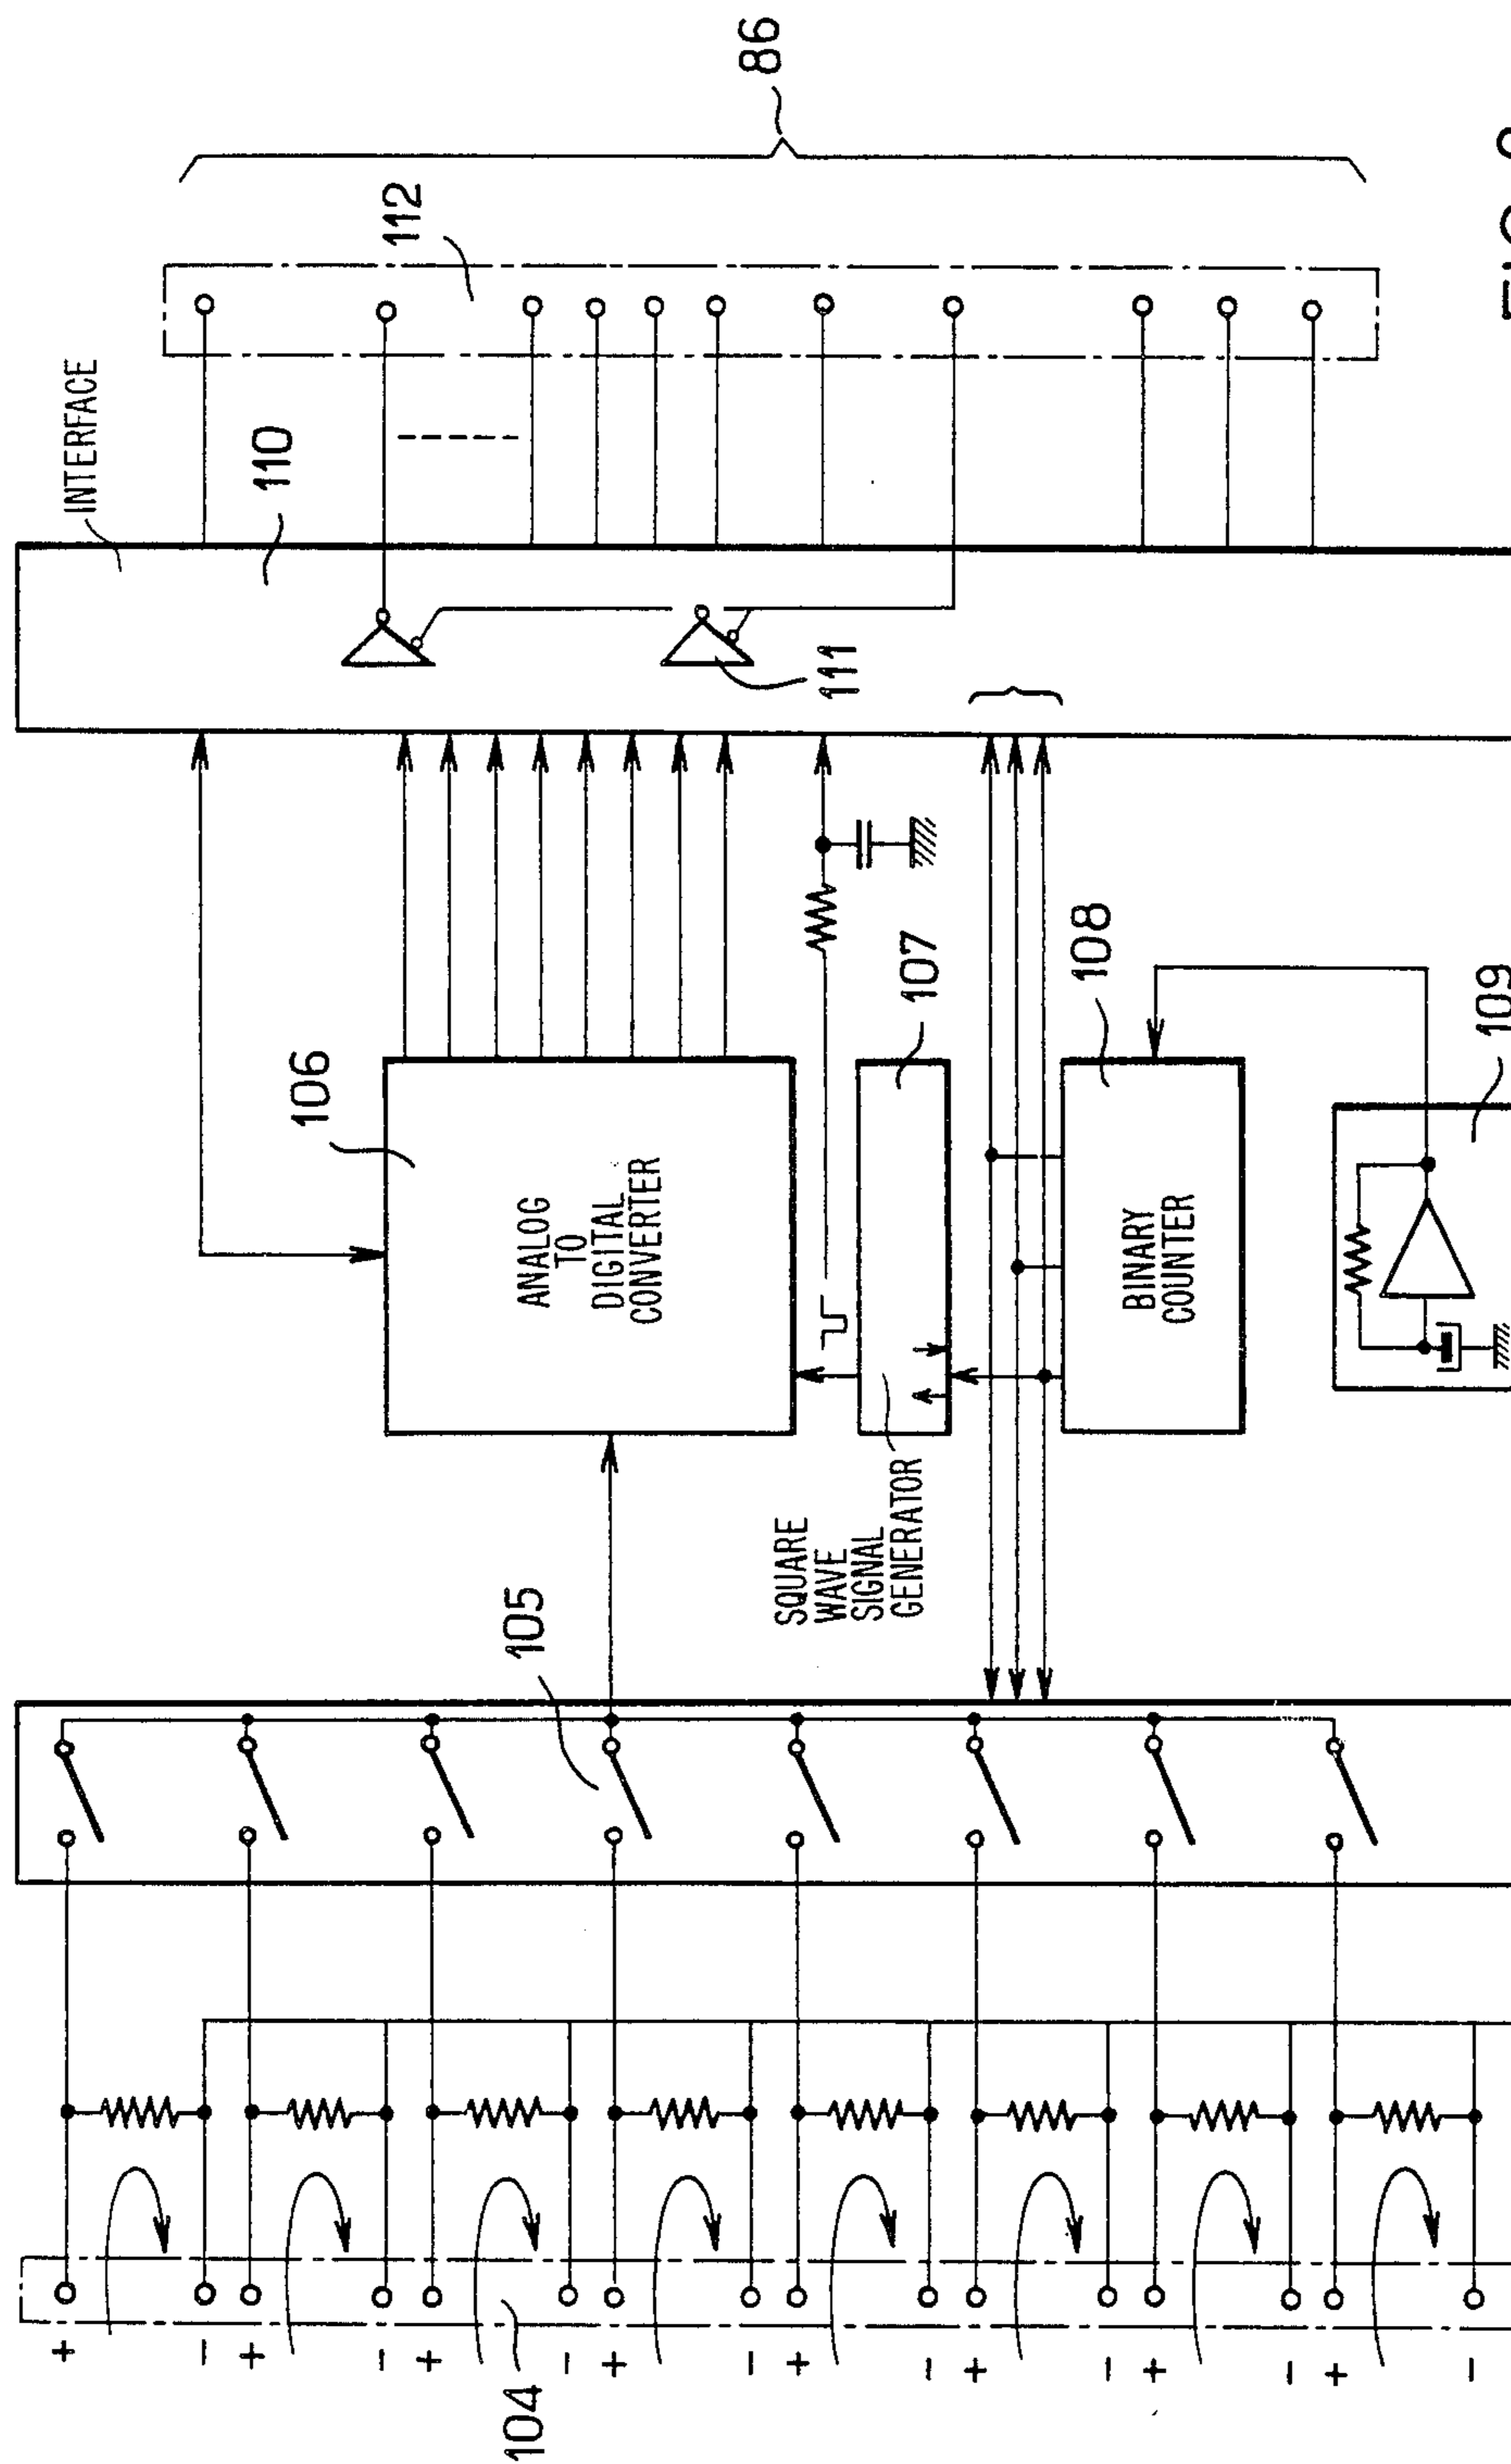 INTERFACE
110
112
86
106
ANALOG
TO
DIGITAL
CONVERTER
111
105
SQUARE
WAVE
SIGNAL
GENERATOR
107
108
BINARY
COUNTER
109
104
+
−
+
−
+
−
+
−
+
−
+
−
+
−
+
−